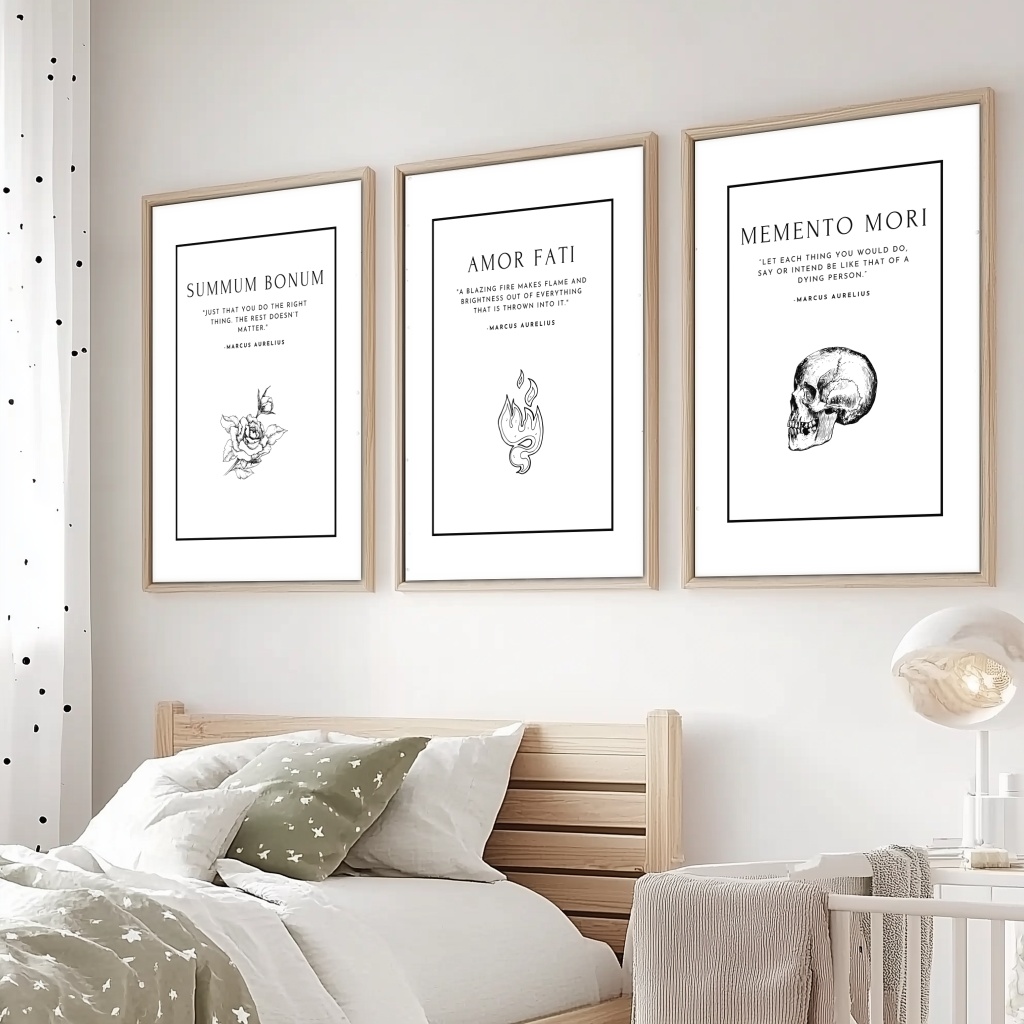 SUMMUM BONUM
"JUST THAT YOU DO THE RIGHT
THING. THE REST DOESN'T
MATTER."
-MARCUS AURELIUS
AMOR FATI
"A BLAZING FIRE MAKES FLAME AND
BRIGHTNESS OUT OF EVERYTHING
THAT IS THROWN INTO IT."
-MARCUS AURELIUS
MEMENTO MORI
"LET EACH THING YOU WOULD DO,
SAY OR INTEND BE LIKE THAT OF A
DYING PERSON."
-MARCUS AURELIUS